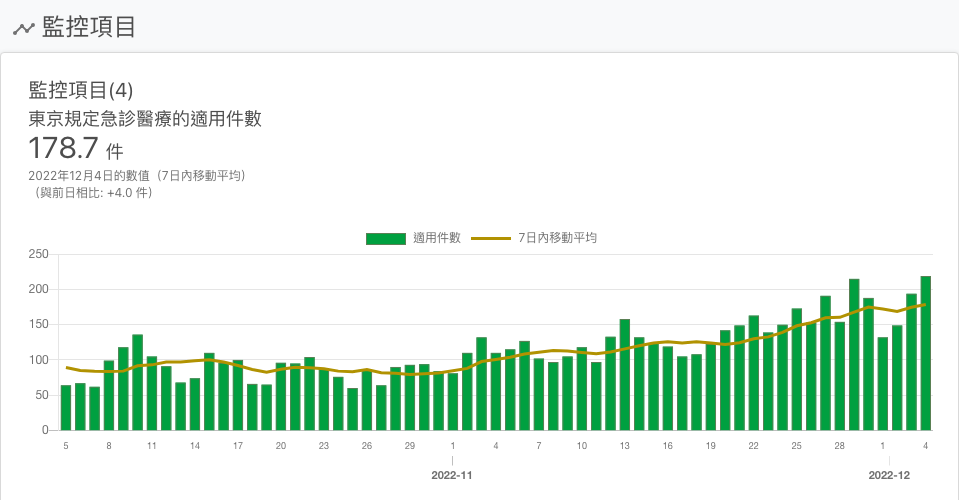 監控項目
監控項目(4)
東京規定急診醫療的適用件數
178.7 件
2022年12月4日的數值（7日內移動平均）
（與前日相比: +4.0 件）
適用件數 7日內移動平均
250
200
150
100
50
0
5 8 11 14 17 20 23 26 29 1 4 7 10 13 16 19 22 25 28 1 4
2022-11 2022-12